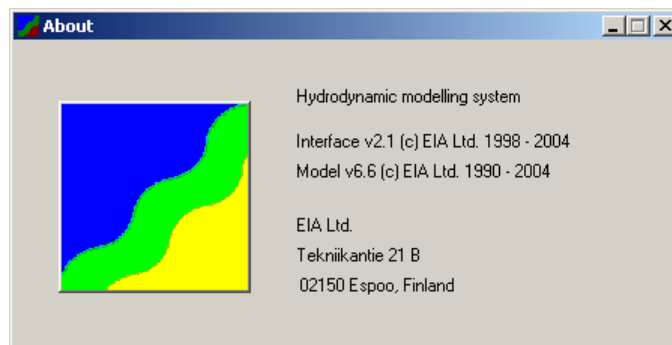 About
Hydrodynamic modelling system
Interface v2.1 (c) EIA Ltd. 1998 - 2004
Model v6.6 (c) EIA Ltd. 1990 - 2004
EIA Ltd.
Tekniikantie 21 B
02150 Espoo, Finland